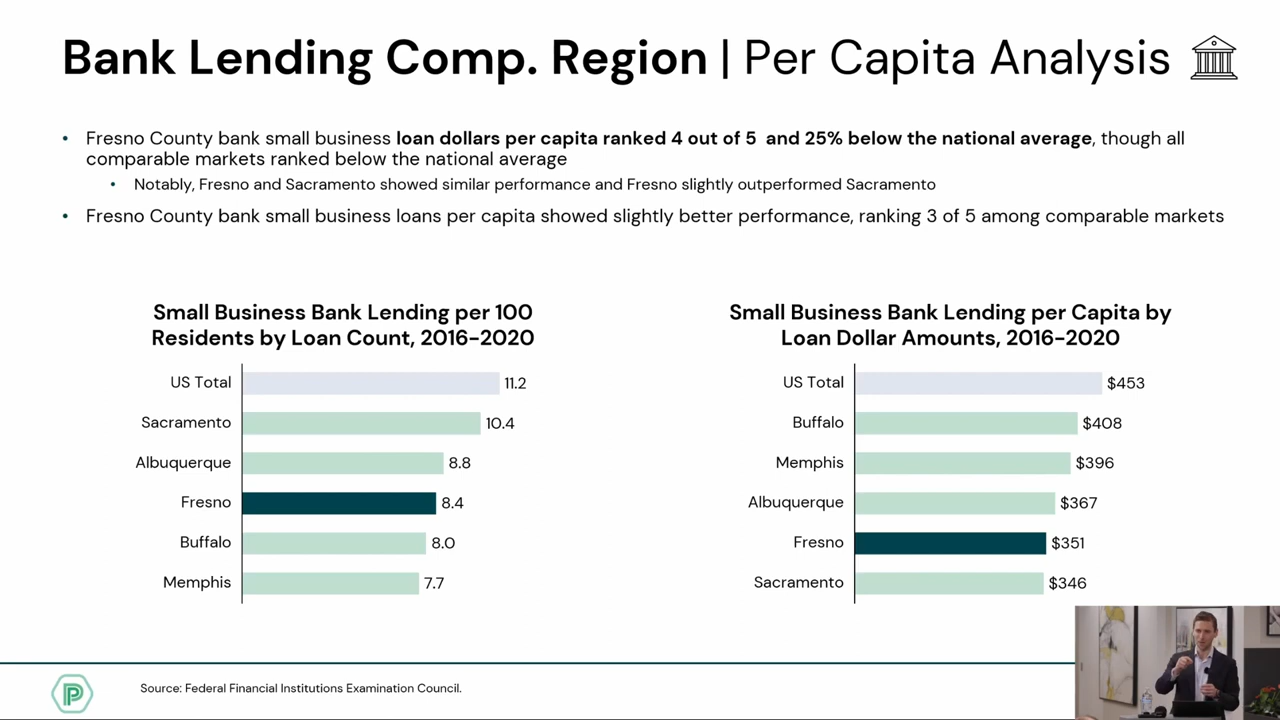 Bank Lending Comp. Region | Per Capita Analysis
• Fresno County bank small business loan dollars per capita ranked 4 out of 5 and 25% below the national average, though all
comparable markets ranked below the national average
• Notably, Fresno and Sacramento showed similar performance and Fresno slightly outperformed Sacramento
• Fresno County bank small business loans per capita showed slightly better performance, ranking 3 of 5 among comparable markets
Small Business Bank Lending per 100
Residents by Loan Count, 2016-2020
US Total 11.2
Sacramento 10.4
Albuquerque 8.8
Fresno 8.4
Buffalo 8.0
Memphis 7.7
Small Business Bank Lending per Capita by
Loan Dollar Amounts, 2016-2020
US Total $453
Buffalo $408
Memphis $396
Albuquerque $367
Fresno $351
Sacramento $346
P
Source: Federal Financial Institutions Examination Council.